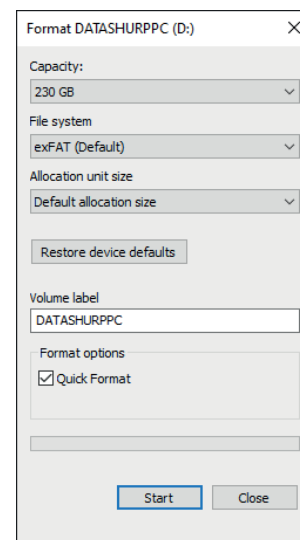 Format DATASHURPPC (D:)
Capacity:
230 GB
File system
exFAT (Default)
Allocation unit size
Default allocation size
Restore device defaults
Volume label
DATASHURPPC
Format options
Quick Format
Start Close